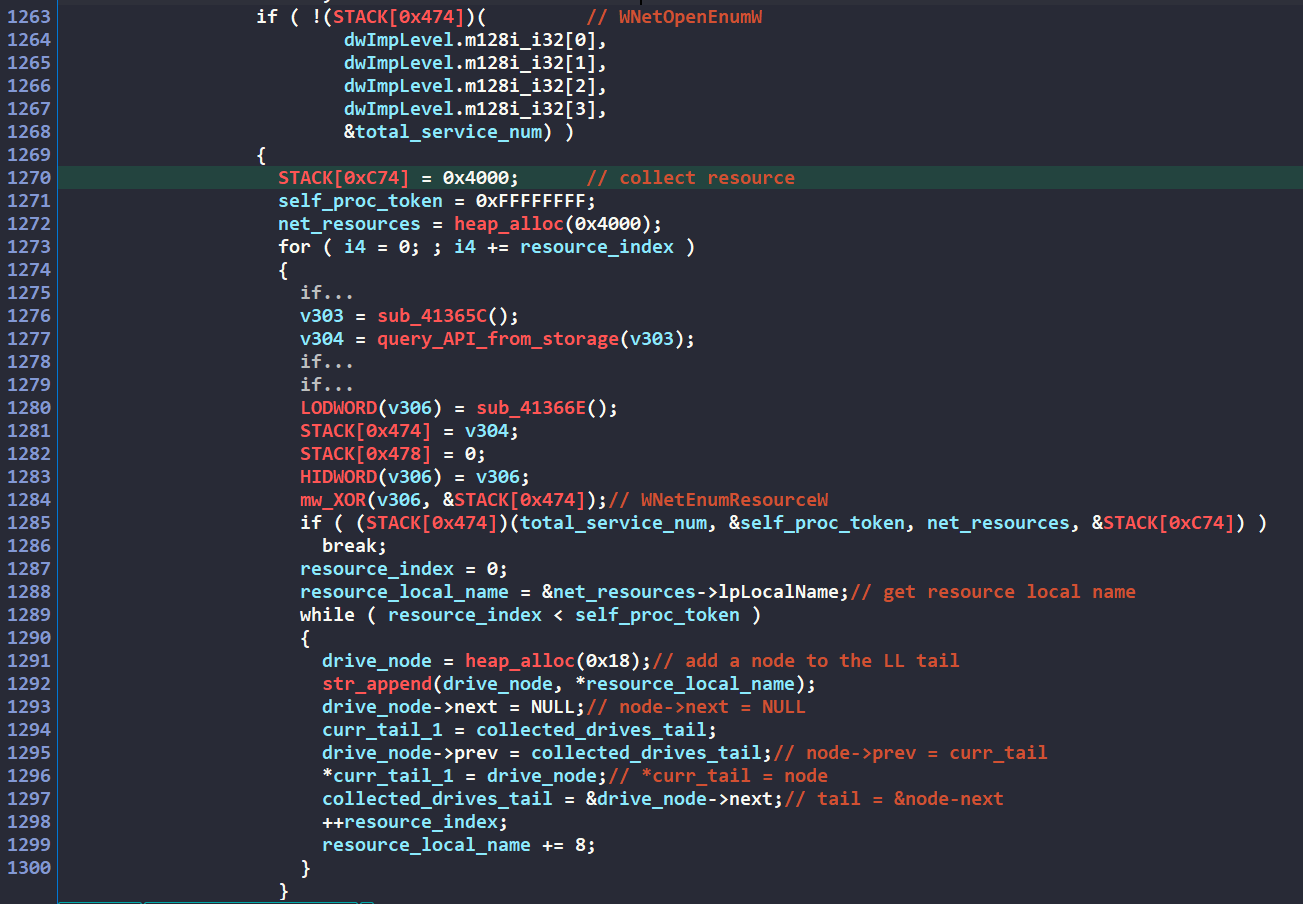 1263 if ( !(STACK[0x474])( // WNetOpenEnumW
1264 dwImpLevel.m128i_i32[0],
1265 dwImpLevel.m128i_i32[1],
1266 dwImpLevel.m128i_i32[2],
1267 dwImpLevel.m128i_i32[3],
1268 &total_service_num) )
1269 {
1270 STACK[0xC74] = 0x4000; // collect resource
1271 self_proc_token = 0xFFFFFFFF;
1272 net_resources = heap_alloc(0x4000);
1273 for ( i4 = 0; ; i4 += resource_index )
1274 {
1275 if...
1276 v303 = sub_41365C();
1277 v304 = query_API_from_storage(v303);
1278 if...
1279 if...
1280 LODWORD(v306) = sub_41366E();
1281 STACK[0x474] = v304;
1282 STACK[0x478] = 0;
1283 HIDWORD(v306) = v306;
1284 mw_XOR(v306, &STACK[0x474]);// WNetEnumResourceW
1285 if ( (STACK[0x474])(total_service_num, &self_proc_token, net_resources, &STACK[0xC74]) )
1286 break;
1287 resource_index = 0;
1288 resource_local_name = &net_resources->lpLocalName;// get resource local name
1289 while ( resource_index < self_proc_token )
1290 {
1291 drive_node = heap_alloc(0x18);// add a node to the LL tail
1292 str_append(drive_node, *resource_local_name);
1293 drive_node->next = NULL;// node->next = NULL
1294 curr_tail_1 = collected_drives_tail;
1295 drive_node->prev = collected_drives_tail;// node->prev = curr_tail
1296 *curr_tail_1 = drive_node;// *curr_tail = node
1297 collected_drives_tail = &drive_node->next;// tail = &node-next
1298 ++resource_index;
1299 resource_local_name += 8;
1300 }
}